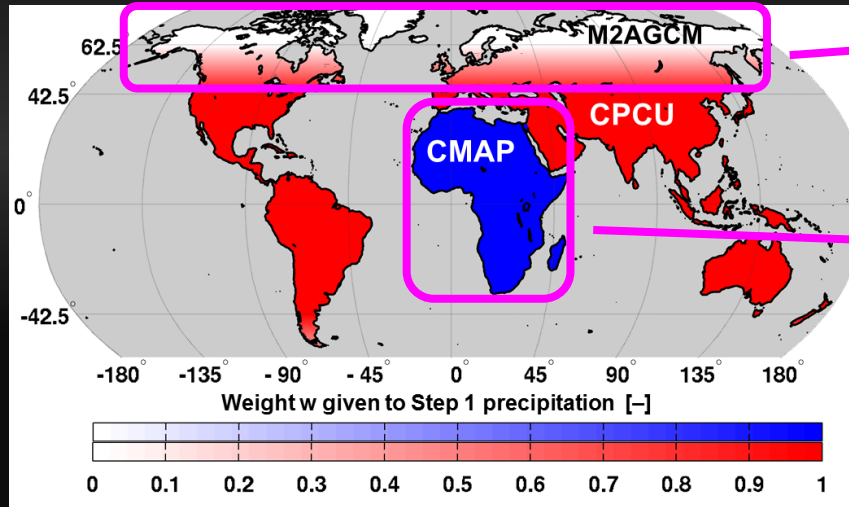 M2AGCM
62.5°
42.5°
CPCU
CMAP
0°
-42.5°
-180° -135° - 90° - 45° 0° 45° 90° 135° 180°
Weight w given to Step 1 precipitation [–]
0 0.1 0.2 0.3 0.4 0.5 0.6 0.7 0.8 0.9 1